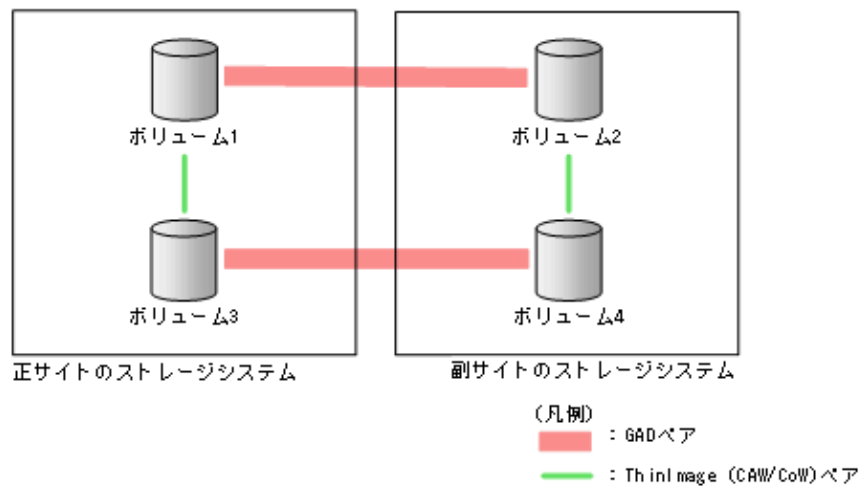 ボリューム1
ボリューム2
ボリューム3
ボリューム4
正サイトのストレージシステム
副サイトのストレージシステム
(凡例)
：GADペア
：ThinImage (CAW/CoW)ペア